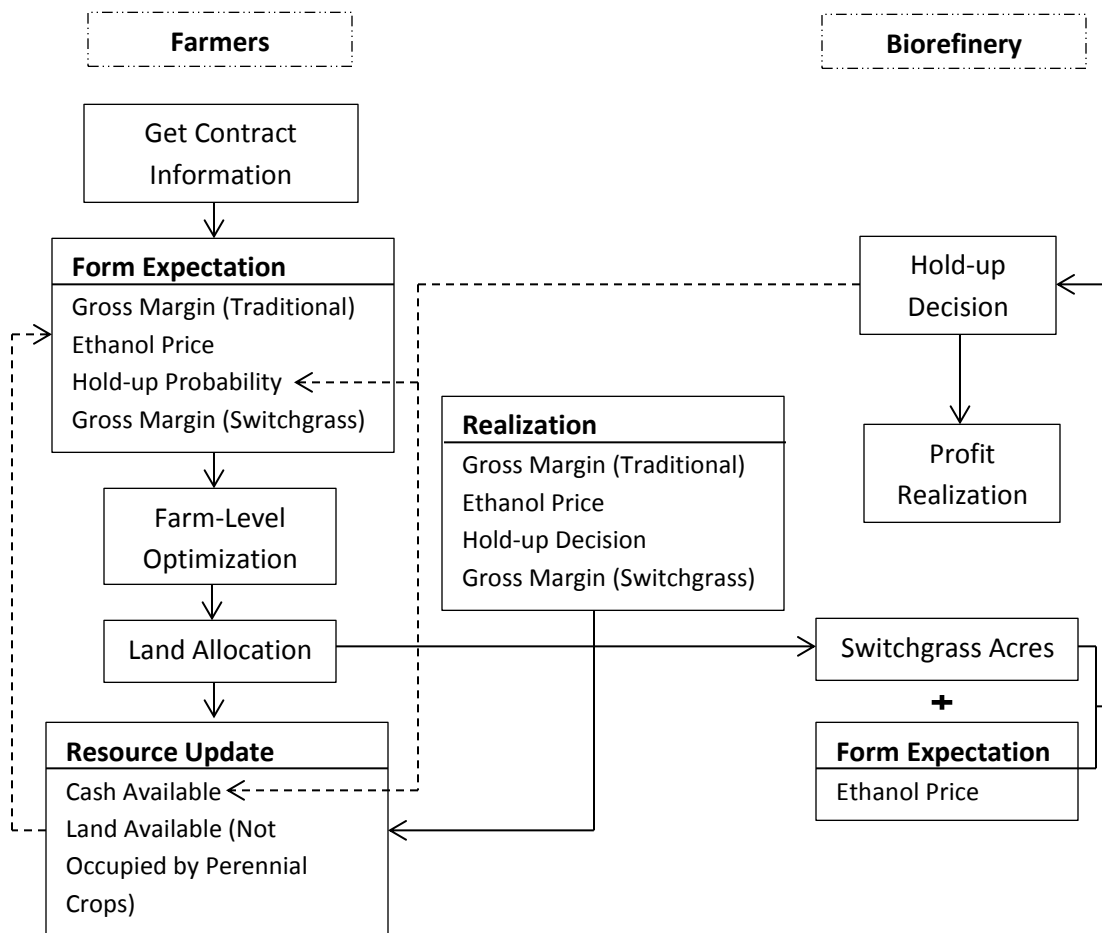 Farmers
Biorefinery
Get Contract
Information
Form Expectation
Gross Margin (Traditional)
Ethanol Price
Hold-up Probability
Gross Margin (Switchgrass)
Hold-up
Decision
Realization
Gross Margin (Traditional)
Ethanol Price
Hold-up Decision
Gross Margin (Switchgrass)
Profit
Realization
Farm-Level
Optimization
Land Allocation
Switchgrass Acres
+
Form Expectation
Ethanol Price
Resource Update
Cash Available
Land Available (Not
Occupied by Perennial
Crops)